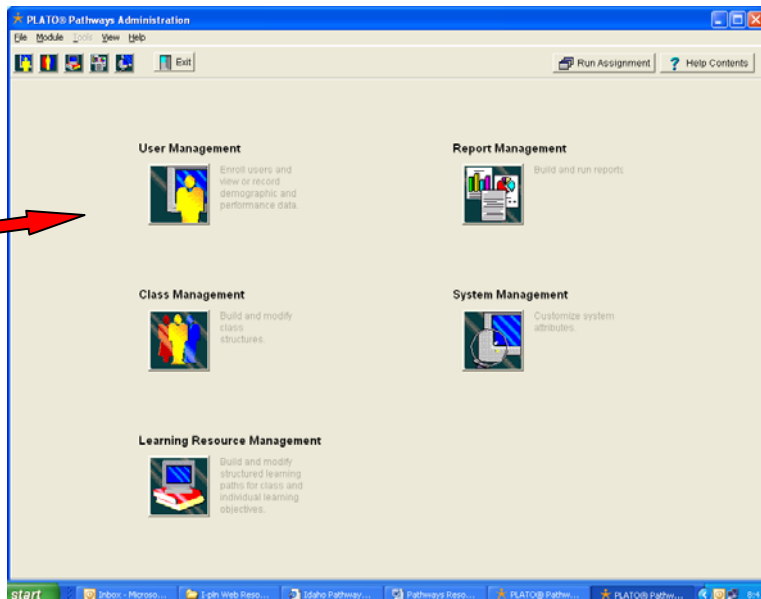 PLATO® Pathways Administration
File Module Tools View Help
Exit
Run Assignment
? Help Contents
User Management
Enroll users and
view or record
demographic and
performance data.
Report Management
Build and run reports
Class Management
Build and modify
class
structures.
System Management
Customize system
attributes.
Learning Resource Management
Build and modify
structured learning
paths for class and
individual learning
objectives.
start
Inbox - Microso...
I-pln Web Reso...
Idaho Pathway...
Pathways Reso...
PLATO® Pathw...
PLATO® Pathw...